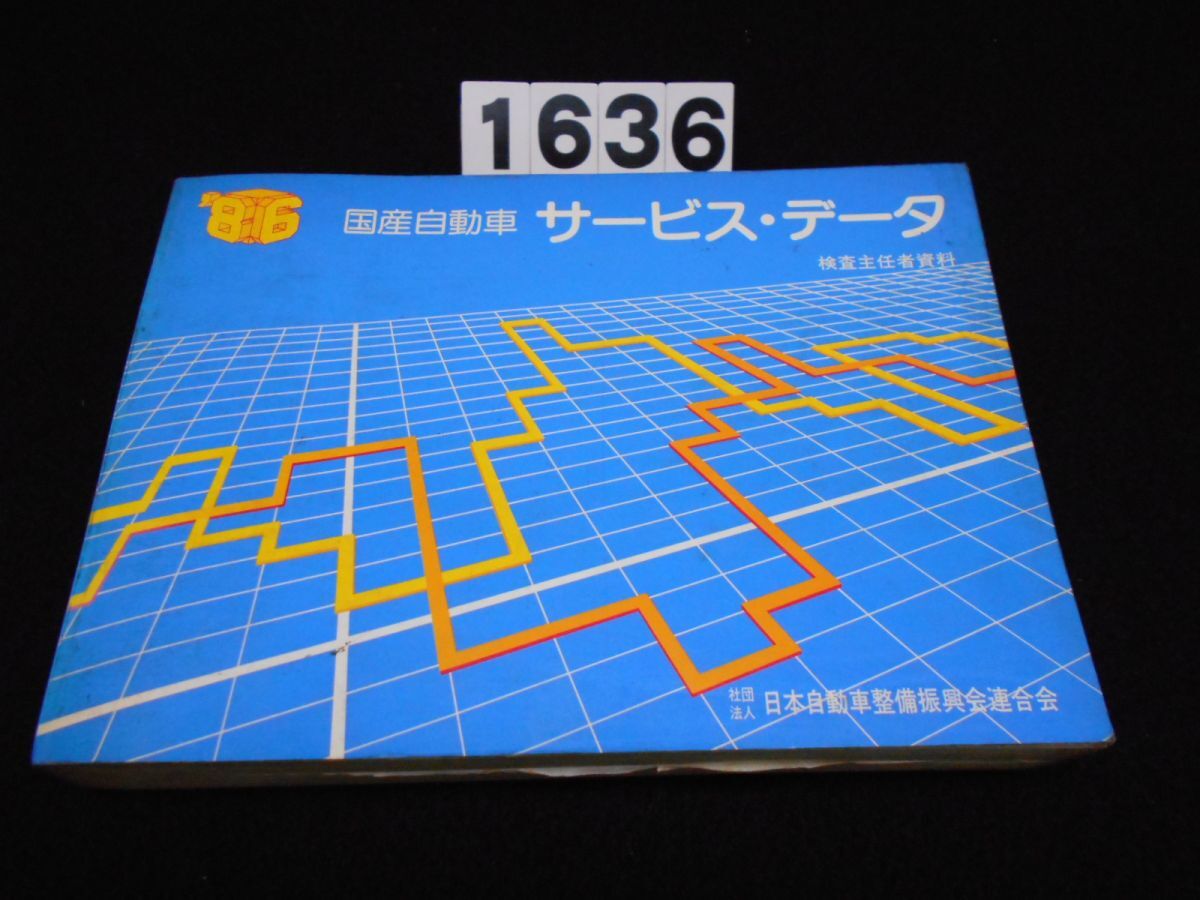 1636
'86
国産自動車 サービス・データ
検査主任者資料
社団法人 日本自動車整備振興会連合会